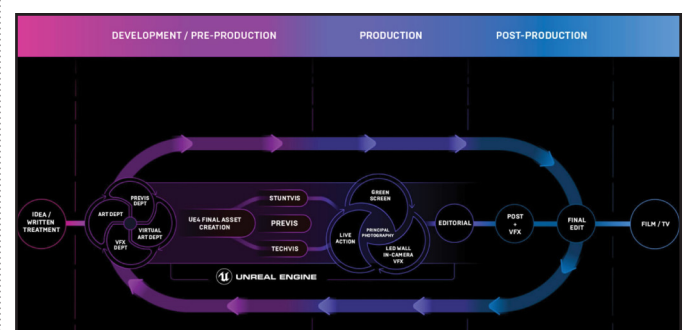 DEVELOPMENT / PRE-PRODUCTION
PRODUCTION
POST-PRODUCTION
IDEA /
WRITTEN
TREATMENT
PREVIS
DEPT
ART DEPT
VIRTUAL
ART DEPT
VFX
DEPT
UE4 FINAL ASSET
CREATION
STUNTVIS
PREVIS
TECHVIS
GREEN
SCREEN
LIVE
ACTION
PRINCIPAL
PHOTOGRAPHY
LED WALL
IN-CAMERA
VFX
EDITORIAL
POST
+
VFX
FINAL
EDIT
FILM / TV
UNREAL ENGINE